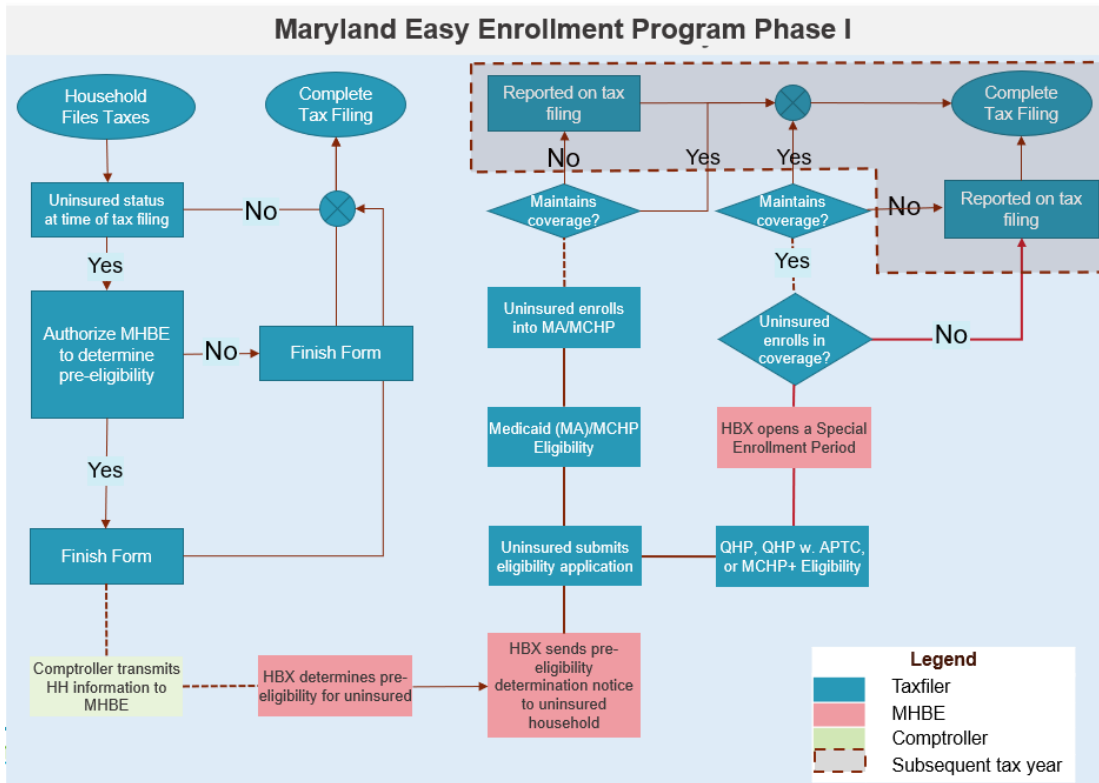 Maryland Easy Enrollment Program Phase I
Household
Files Taxes
Complete
Tax Filing
Uninsured status
at time of tax filing
No
Yes
Authorize MHBE
to determine
pre-eligibility
No
Finish Form
Yes
Finish Form
Comptroller transmits
HH information to
MHBE
HBX determines pre-
eligibility for uninsured
HBX sends pre-
eligibility
determination notice
to uninsured
household
Uninsured submits
eligibility application
Medicaid (MA)/MCHP
Eligibility
Uninsured enrolls
into MA/MCHP
Maintains
coverage?
No
Yes
Reported on tax
filing
QHP, QHP w. APTC,
or MCHP+ Eligibility
HBX opens a Special
Enrollment Period
Uninsured
enrolls in
coverage?
No
Yes
Maintains
coverage?
Yes
No
Reported on tax
filing
Complete
Tax Filing
Legend
Taxfiler
MHBE
Comptroller
Subsequent tax year